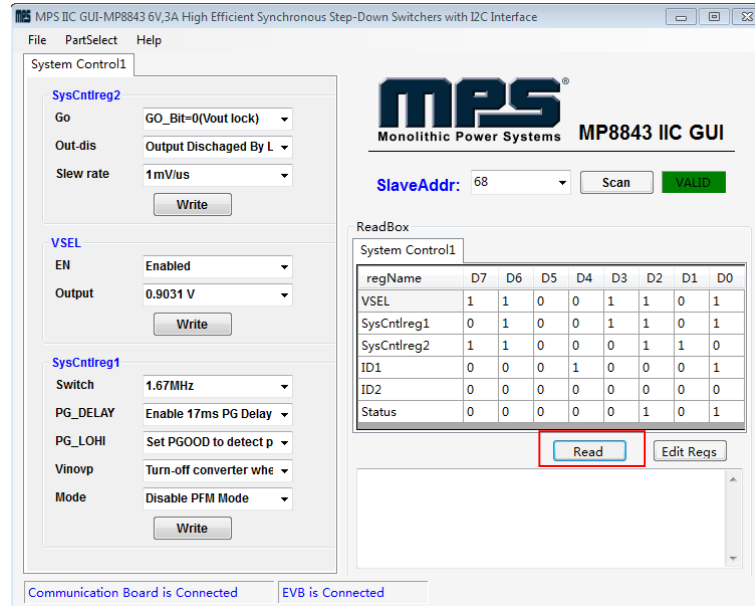 MPS IIC GUI-MP8843 6V,3A High Efficient Synchronous Step-Down Switchers with I2C Interface
File PartSelect Help
System Control1
SysCntlreg2
Go GO_Bit=0(Vout lock)
Out-dis Output Dischaged By L
Slew rate 1mV/us
Write
VSEL
EN Enabled
Output 0.9031 V
Write
SysCntlreg1
Switch 1.67MHz
PG_DELAY Enable 17ms PG Delay
PG_LOHI Set PGOOD to detect p
Vinovp Turn-off converter whe
Mode Disable PFM Mode
Write
mps®
Monolithic Power Systems MP8843 IIC GUI
SlaveAddr: 68 Scan VALID
ReadBox
System Control1
regName D7 D6 D5 D4 D3 D2 D1 D0
VSEL 1 1 0 0 1 1 0 1
SysCntlreg1 0 1 0 0 1 1 0 1
SysCntlreg2 1 1 0 0 0 1 1 0
ID1 0 0 0 1 0 0 0 1
ID2 0 0 0 0 0 0 0 0
Status 0 0 0 0 0 1 0 1
Read Edit Regs
Communication Board is Connected EVB is Connected